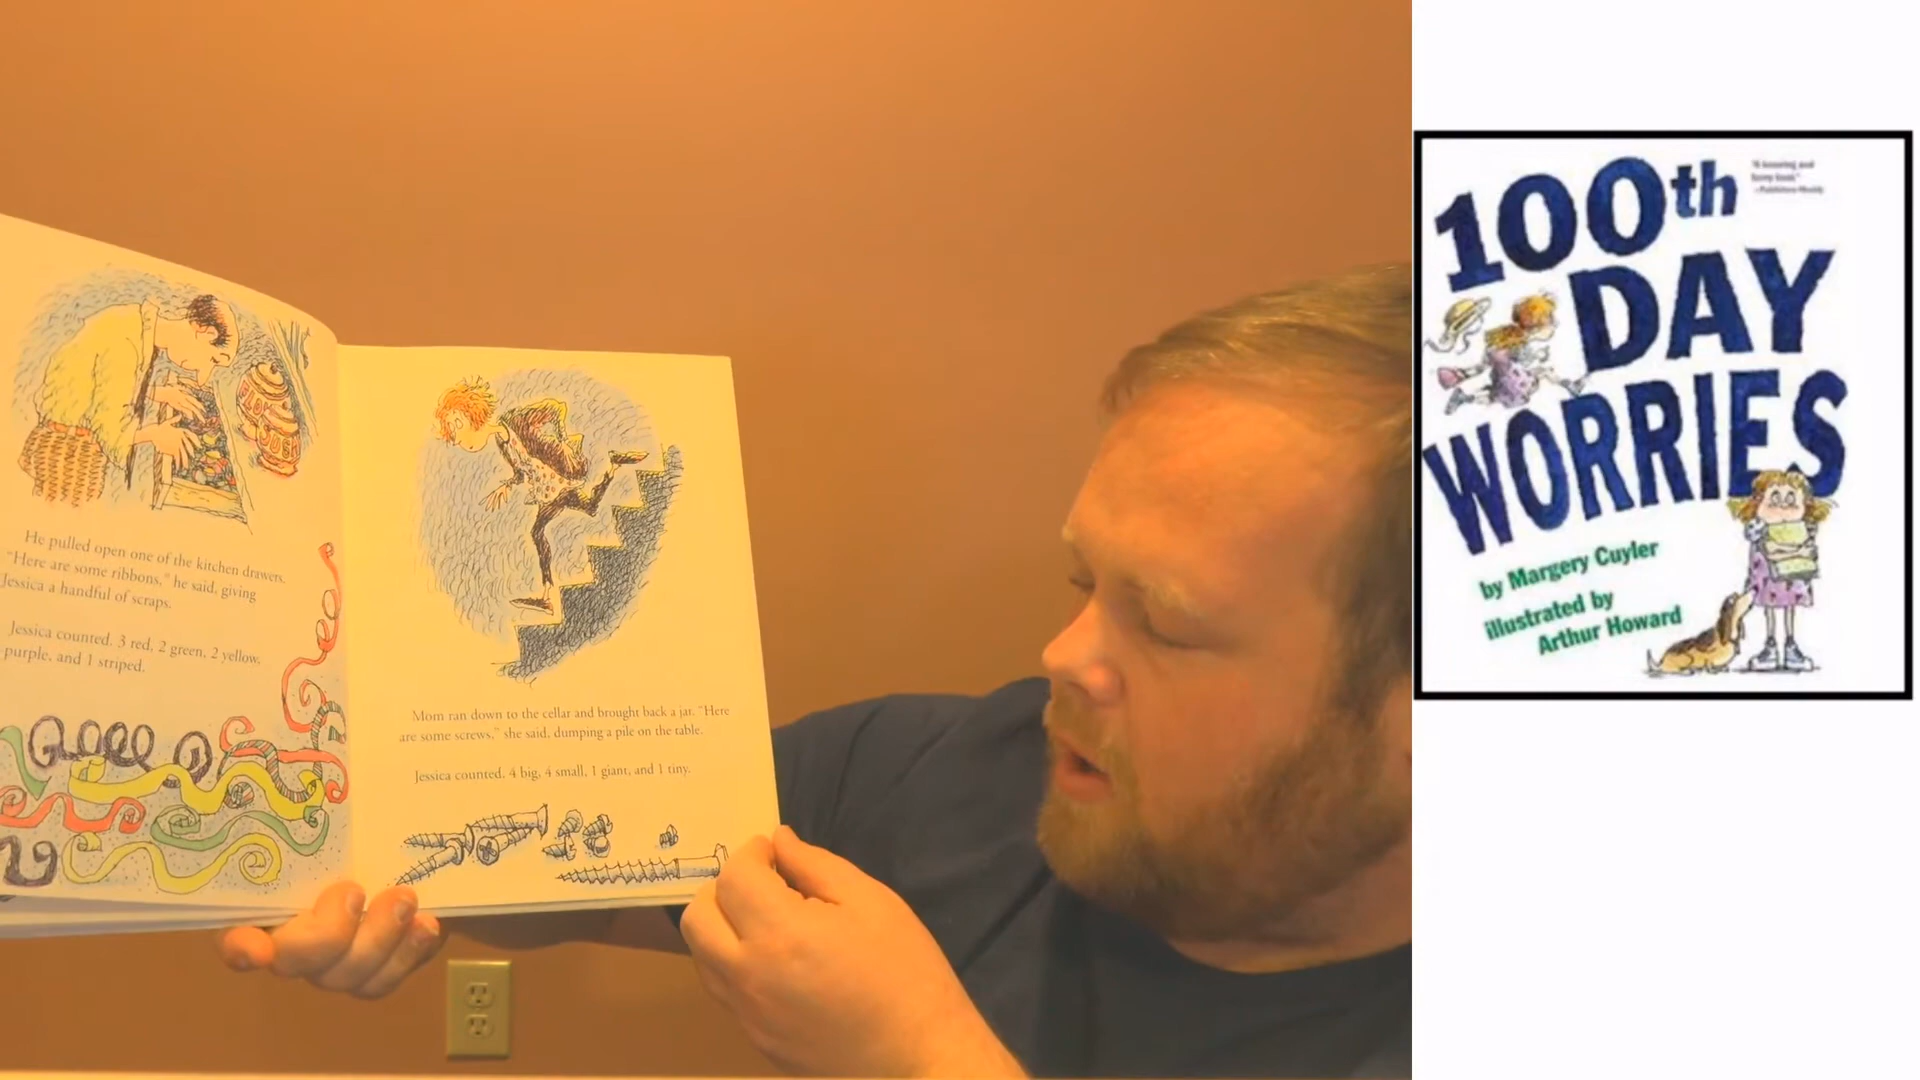 He pulled open one of the kitchen drawers.
"Here are some ribbons," he said, giving
Jessica a handful of scraps.
Jessica counted. 3 red, 2 green, 2 yellow,
purple, and 1 striped.
Mom ran down to the cellar and brought back a jar. "Here
are some screws," she said, dumping a pile on the table.
Jessica counted. 4 big, 4 small, 1 giant, and 1 tiny.
100th
DAY
WORRIES
by Margery Cuyler
illustrated by
Arthur Howard